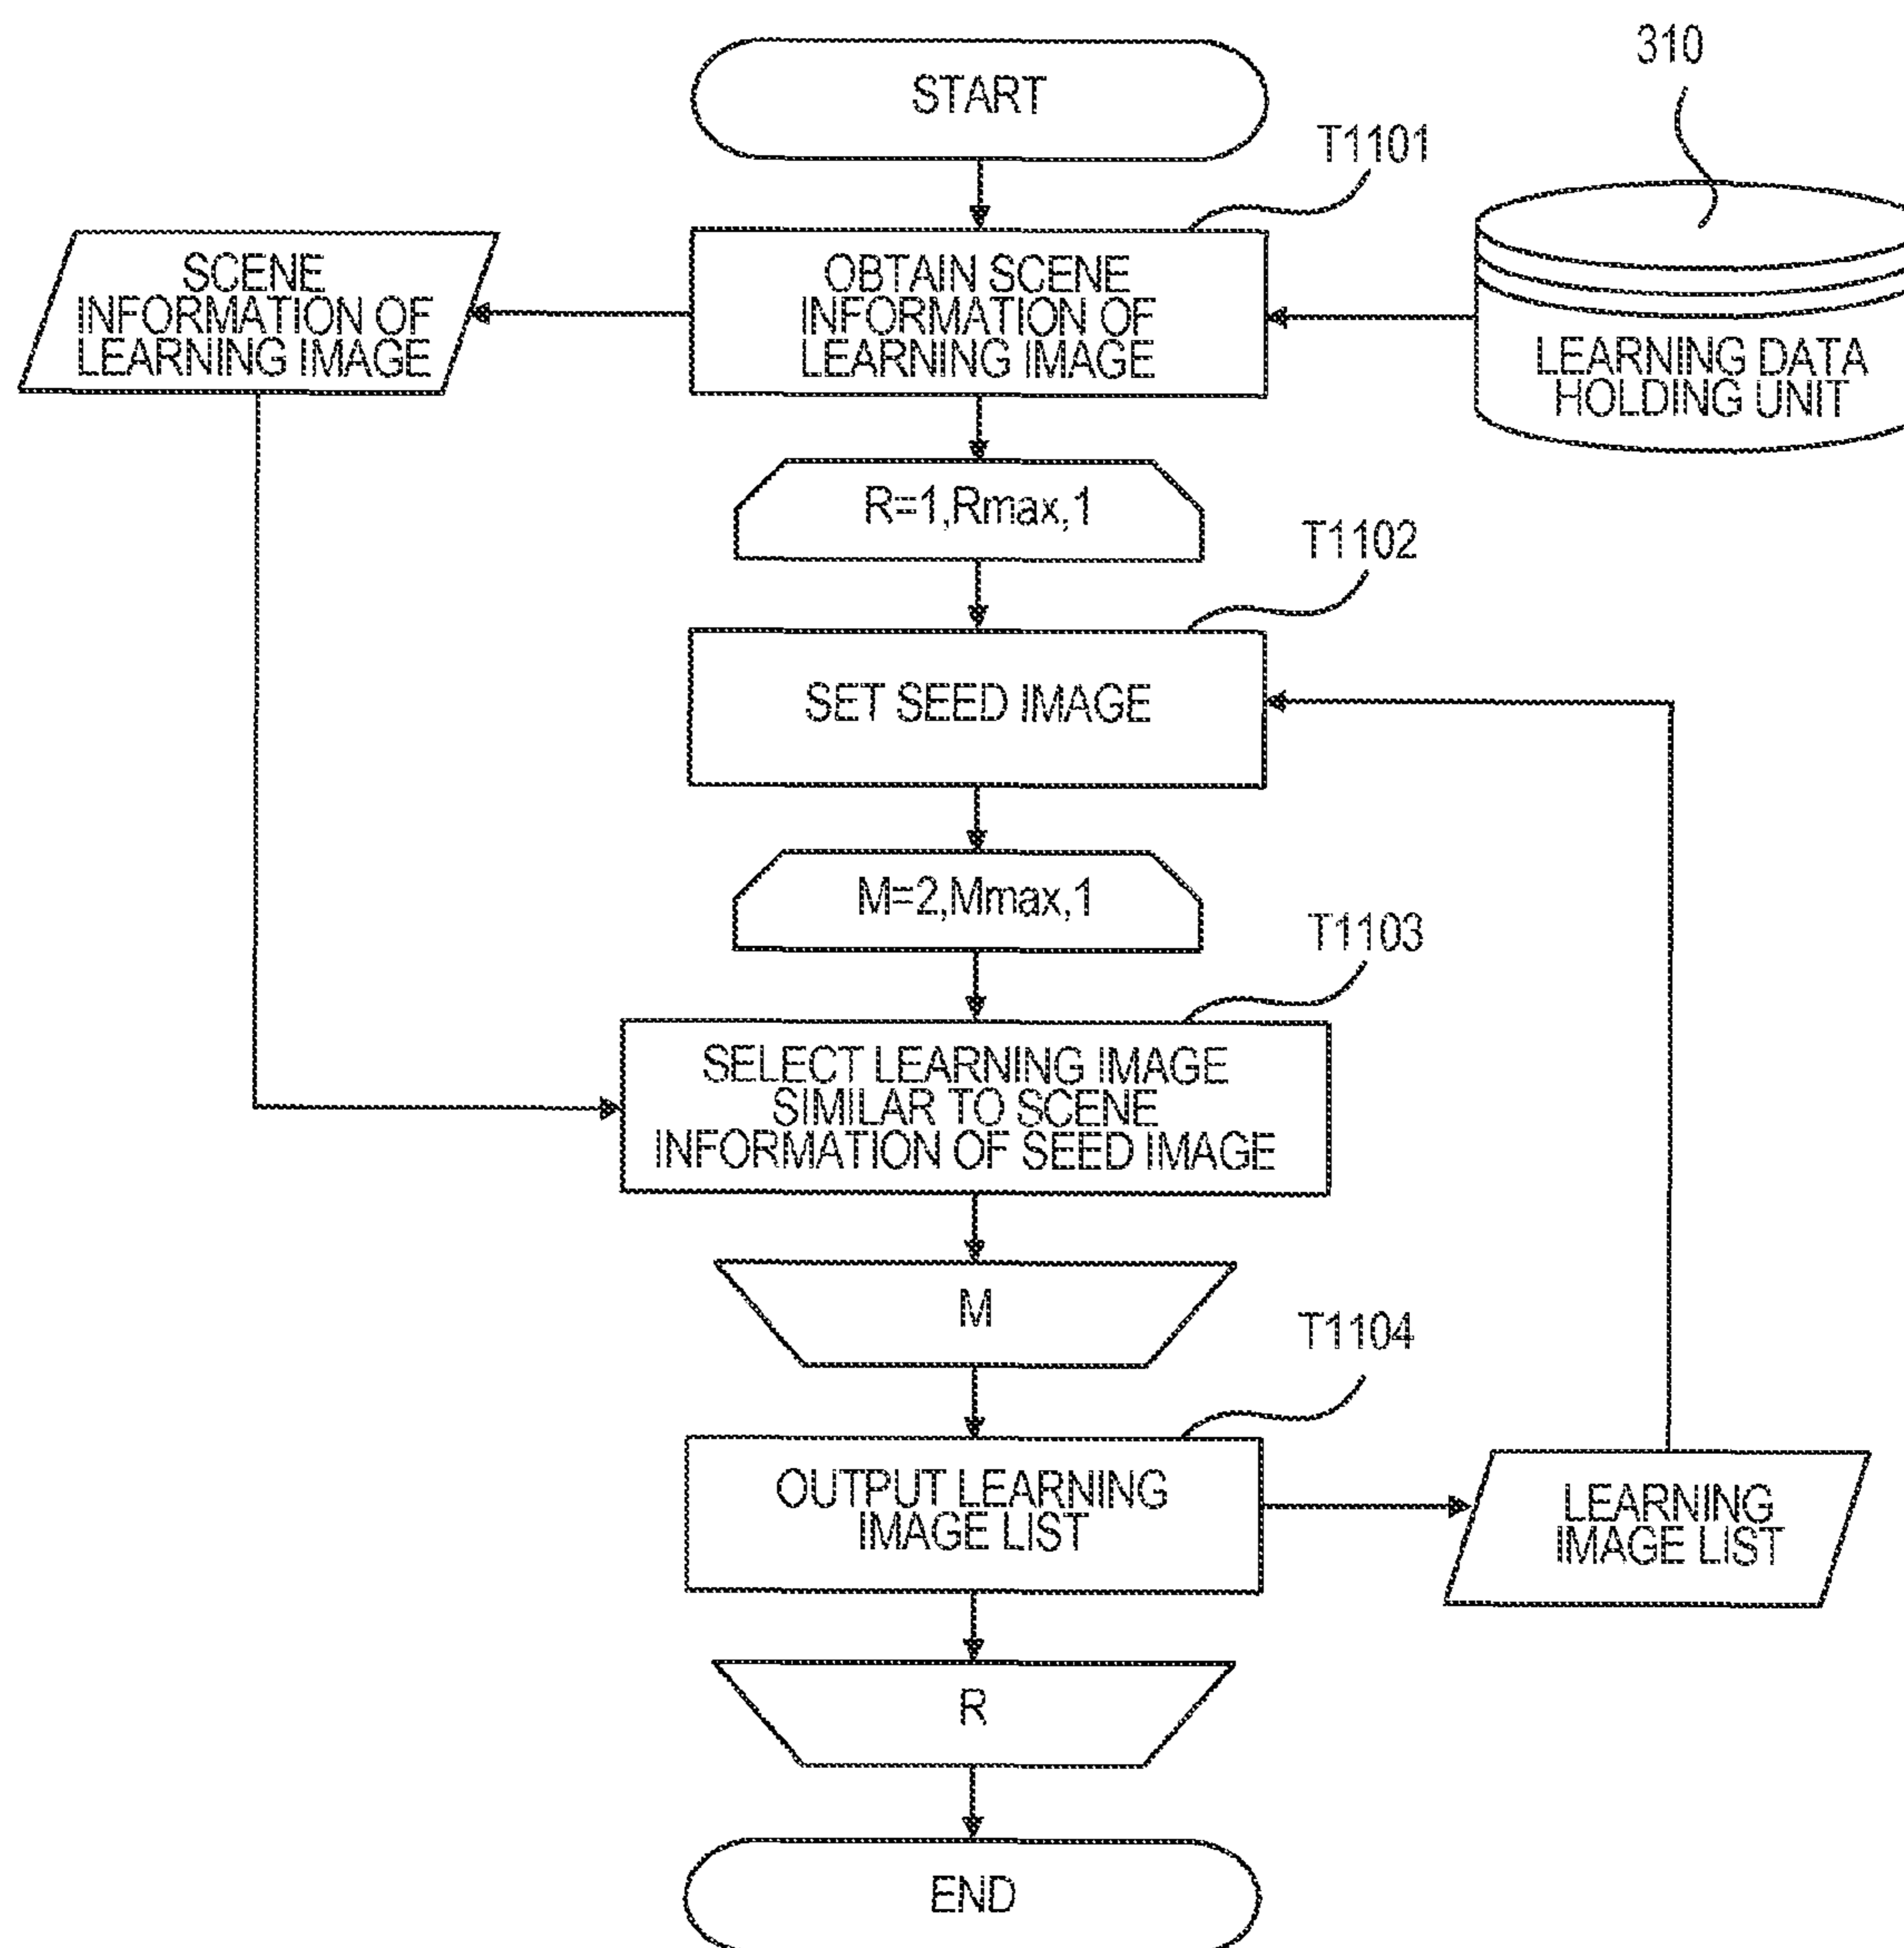 START
310
T1101
SCENE
INFORMATION OF
LEARNING IMAGE
OBTAIN SCENE
INFORMATION OF
LEARNING IMAGE
LEARNING DATA
HOLDING UNIT
R=1,Rmax,1
T1102
SET SEED IMAGE
M=2,Mmax,1
T1103
SELECT LEARNING IMAGE
SIMILAR TO SCENE
INFORMATION OF SEED IMAGE
M
T1104
OUTPUT LEARNING
IMAGE LIST
LEARNING
IMAGE LIST
R
END